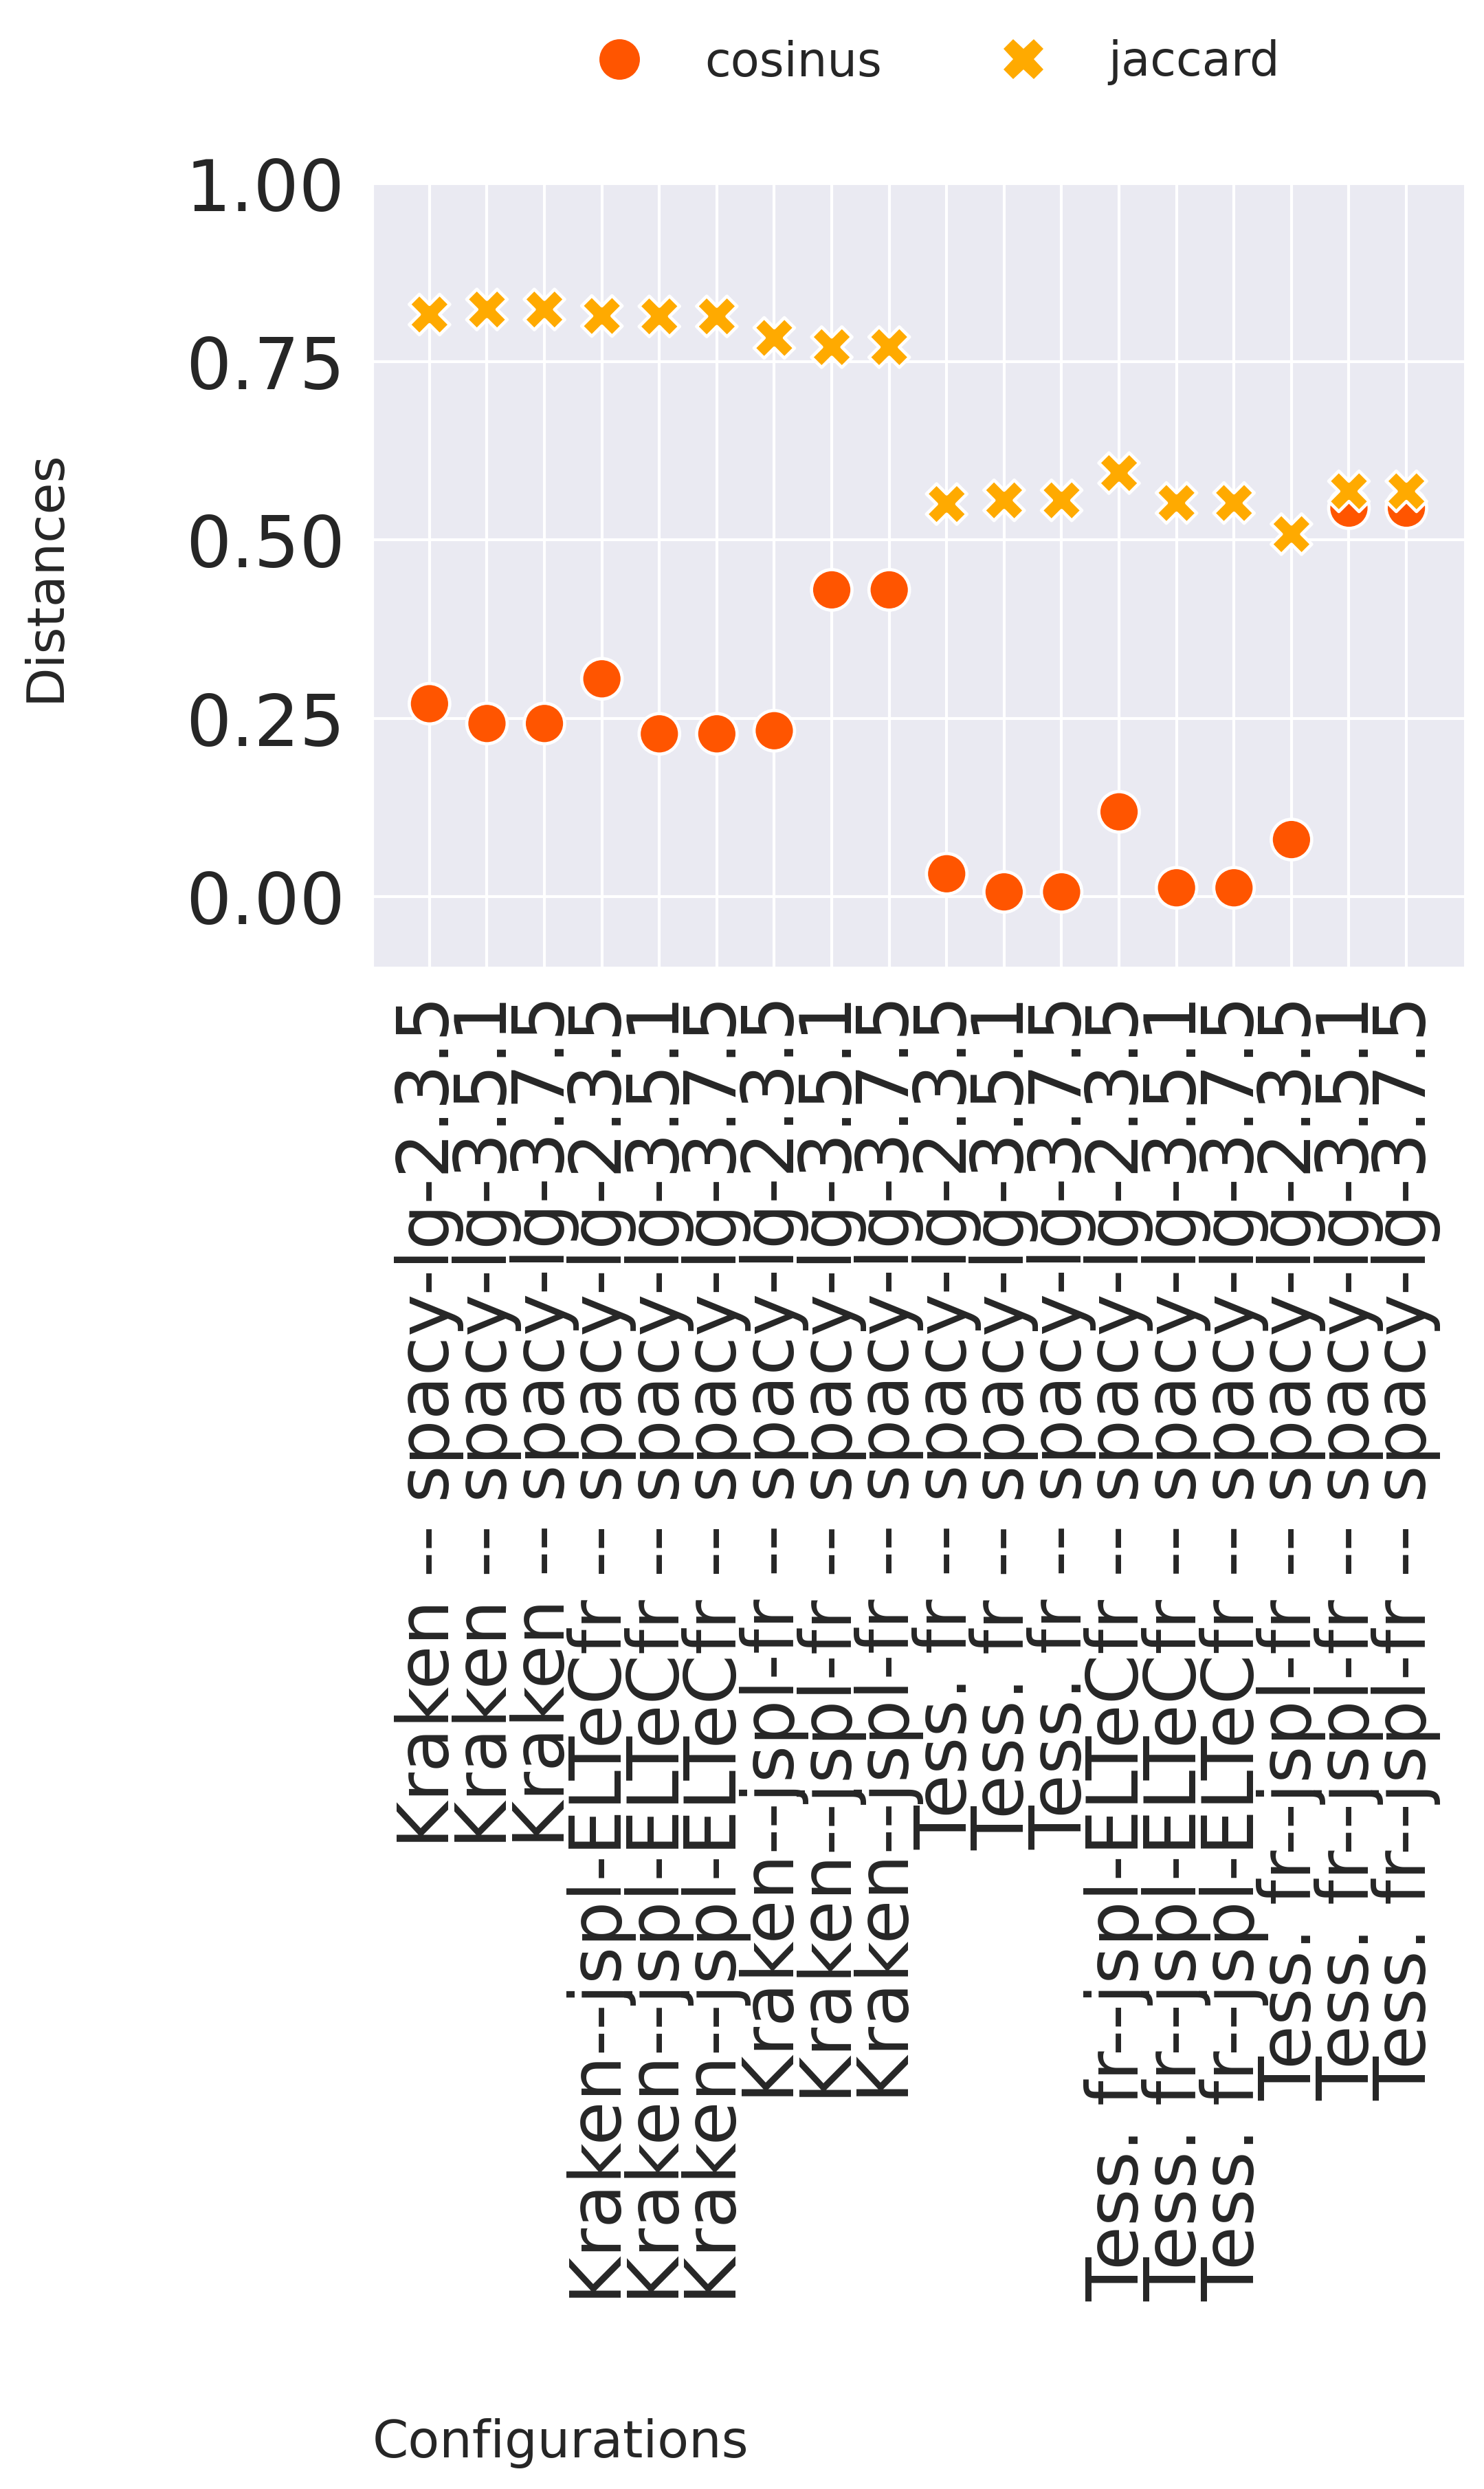 cosinus jaccard
1.00
0.75
0.50
0.25
0.00
Distances
Kraken -- spacy-lg-2.3.5
Kraken -- spacy-lg-3.5.1
Kraken -- spacy-lg-3.7.5
Kraken--jspl-ELTeCfr -- spacy-lg-2.3.5
Kraken--jspl-ELTeCfr -- spacy-lg-3.5.1
Kraken--jspl-ELTeCfr -- spacy-lg-3.7.5
Kraken--jspl-fr -- spacy-lg-2.3.5
Kraken--jspl-fr -- spacy-lg-3.5.1
Kraken--jspl-fr -- spacy-lg-3.7.5
Tess. fr -- spacy-lg-2.3.5
Tess. fr -- spacy-lg-3.5.1
Tess. fr -- spacy-lg-3.7.5
Tess. fr--jspl-ELTeCfr -- spacy-lg-2.3.5
Tess. fr--jspl-ELTeCfr -- spacy-lg-3.5.1
Tess. fr--jspl-ELTeCfr -- spacy-lg-3.7.5
Tess. fr--jspl-fr -- spacy-lg-2.3.5
Tess. fr--jspl-fr -- spacy-lg-3.5.1
Tess. fr--jspl-fr -- spacy-lg-3.7.5
Configurations